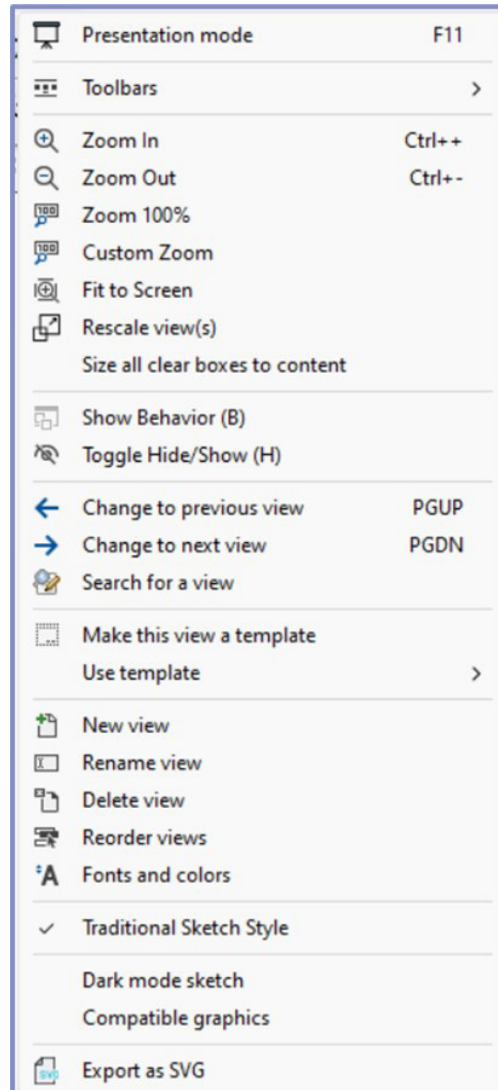 Presentation mode F11
Toolbars
Zoom In Ctrl++
Zoom Out Ctrl+-
Zoom 100%
Custom Zoom
Fit to Screen
Rescale view(s)
Size all clear boxes to content
Show Behavior (B)
Toggle Hide/Show (H)
Change to previous view PGUP
Change to next view PGDN
Search for a view
Make this view a template
Use template
New view
Rename view
Delete view
Reorder views
Fonts and colors
Traditional Sketch Style
Dark mode sketch
Compatible graphics
Export as SVG